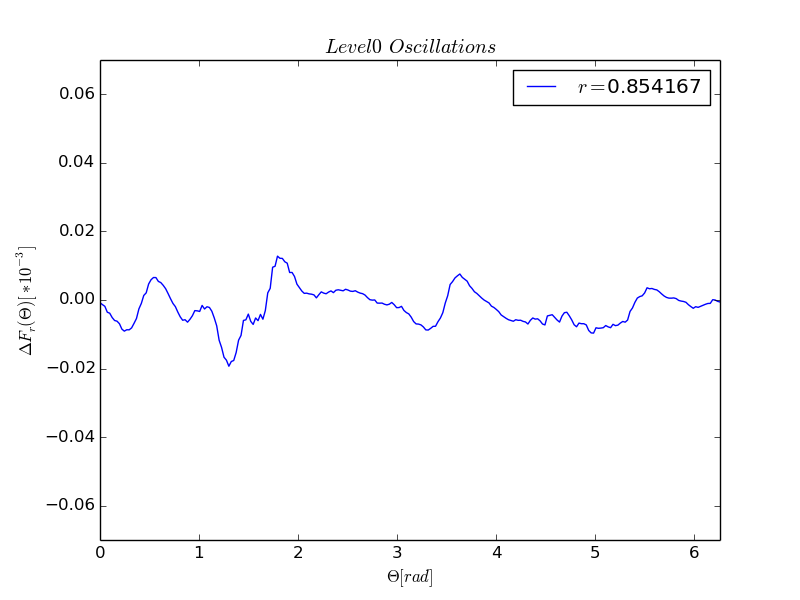 Level0 Oscillations
r=0.854167
0.06
0.04
0.02
0.00
−0.02
−0.04
−0.06
ΔF_r(Θ)[∗10^{−3}]
0 1 2 3 4 5 6
Θ[rad]